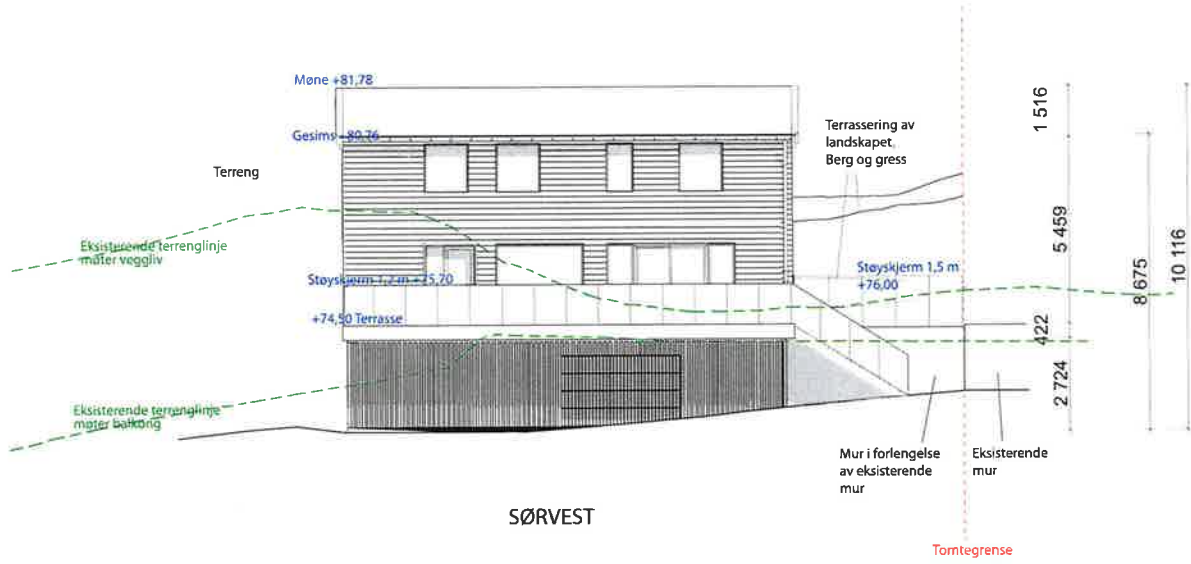 Møne +81,78
Gesims +80,76
Terreng
Eksisterende terrenglinje
møter veggliv
Støyskjerm 1,2 m +75,70
+74,50 Terrasse
Eksisterende terrenglinje
møter balkong
Terrassering av
landskapet.
Berg og gress
Støyskjerm 1,5 m
+76,00
1 516
5 459
422
2 724
8 675
10 116
Mur i forlengelse
av eksisterende
mur
Eksisterende
mur
SØRVEST
Tomtegrense